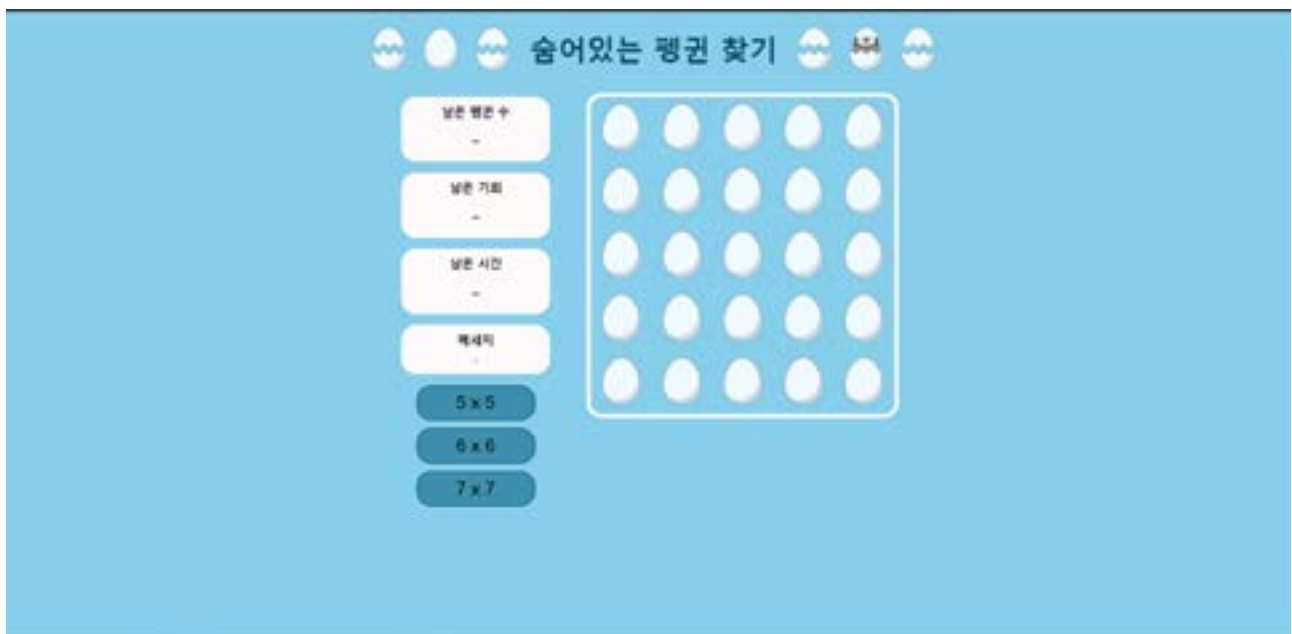 숨어있는 펭귄 찾기
남은 펭귄 수
-
남은 기회
-
남은 시간
-
메세지
-
5 x 5
6 x 6
7 x 7